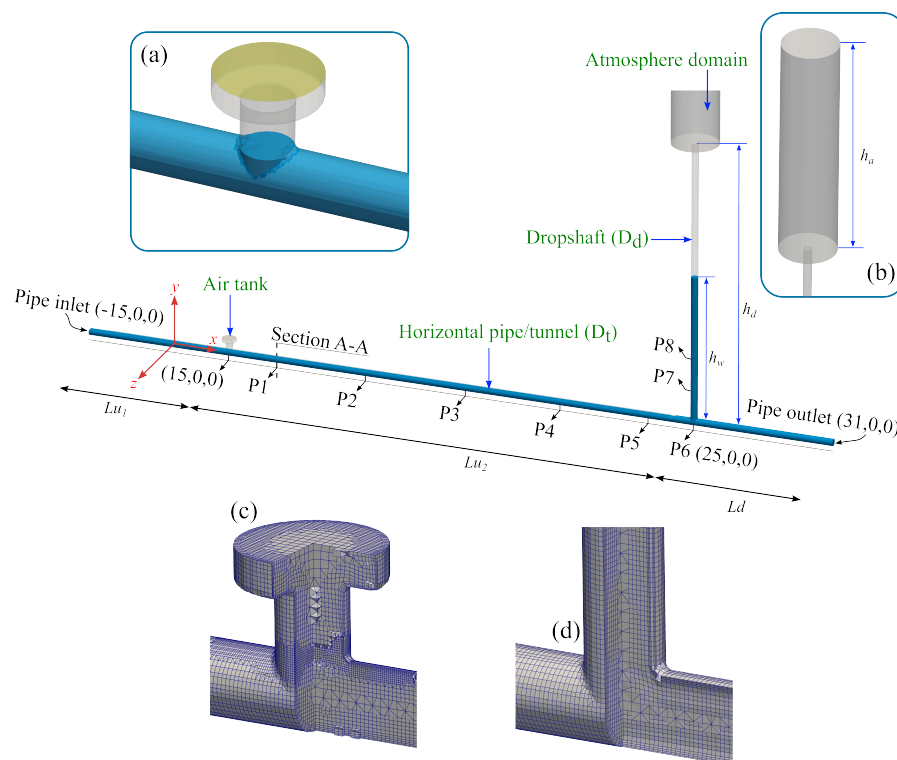 (a)
Atmosphere domain
h_a
(b)
Dropshaft (D_d)
Air tank
Pipe inlet (-15,0,0)
y
x
z
Section A-A
Horizontal pipe/tunnel (D_t)
h_d
h_w
P8
P7
(15,0,0)
P1
P2
P3
P4
P5
P6 (25,0,0)
Pipe outlet (31,0,0)
Lu_1
Lu_2
Ld
(c)
(d)